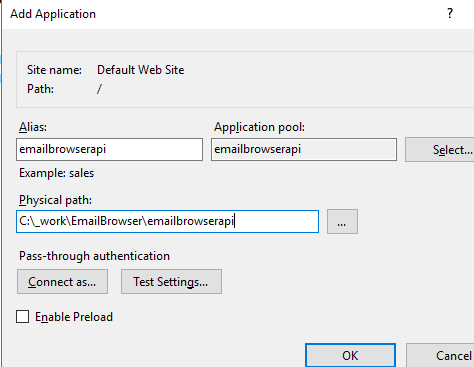 Add Application
?
Site name: Default Web Site
Path: /
Alias: Application pool:
emailbrowserapi emailbrowserapi Select...
Example: sales
Physical path:
C:\_work\EmailBrowser\emailbrowserapi ...
Pass-through authentication
Connect as... Test Settings...
Enable Preload
OK Cancel